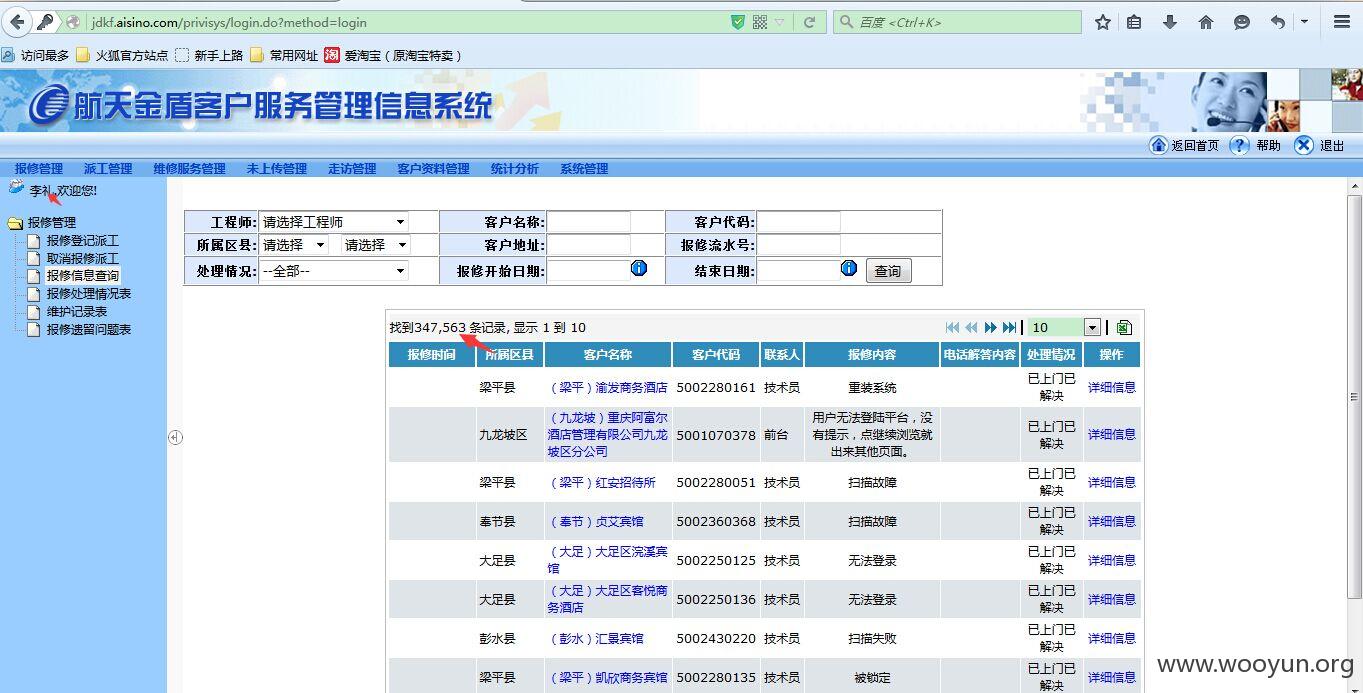 jdkf.aisino.com/privisys/login.do?method=login
百度 <Ctrl+K>
访问最多 火狐官方站点 新手上路 常用网址 淘 爱淘宝（原淘宝特卖）
航天金盾客户服务管理信息系统
返回首页 ? 帮助 退出
报修管理 派工管理 维修服务管理 未上传管理 走访管理 客户资料管理 统计分析 系统管理
李礼,欢迎您!
报修管理
报修登记派工
取消报修派工
报修信息查询
报修处理情况表
维护记录表
报修遗留问题表
工程师: 请选择工程师 客户名称: 客户代码:
所属区县: 请选择 请选择 客户地址: 报修流水号:
处理情况: --全部-- 报修开始日期: 结束日期: 查询
找到347,563 条记录, 显示 1 到 10
10
报修时间 所属区县 客户名称 客户代码 联系人 报修内容 电话解答内容 处理情况 操作
梁平县 （梁平）渝发商务酒店 5002280161 技术员 重装系统 已上门已解决 详细信息
九龙坡区 （九龙坡）重庆阿富尔酒店管理有限公司九龙坡区分公司 5001070378 前台 用户无法登陆平台，没有提示，点继续浏览就出来其他页面。 已上门已解决 详细信息
梁平县 （梁平）红安招待所 5002280051 技术员 扫描故障 已上门已解决 详细信息
奉节县 （奉节）贞艾宾馆 5002360368 技术员 扫描故障 已上门已解决 详细信息
大足县 （大足）大足区浣溪宾馆 5002250125 技术员 无法登录 已上门已解决 详细信息
大足县 （大足）大足区客悦商务酒店 5002250136 技术员 无法登录 已上门已解决 详细信息
彭水县 （彭水）汇景宾馆 5002430220 技术员 扫描失败 已上门已解决 详细信息
梁平县 （梁平）凯欣商务宾馆 5002280135 技术员 被锁定 已上门已解决 详细信息
www.wooyun.org